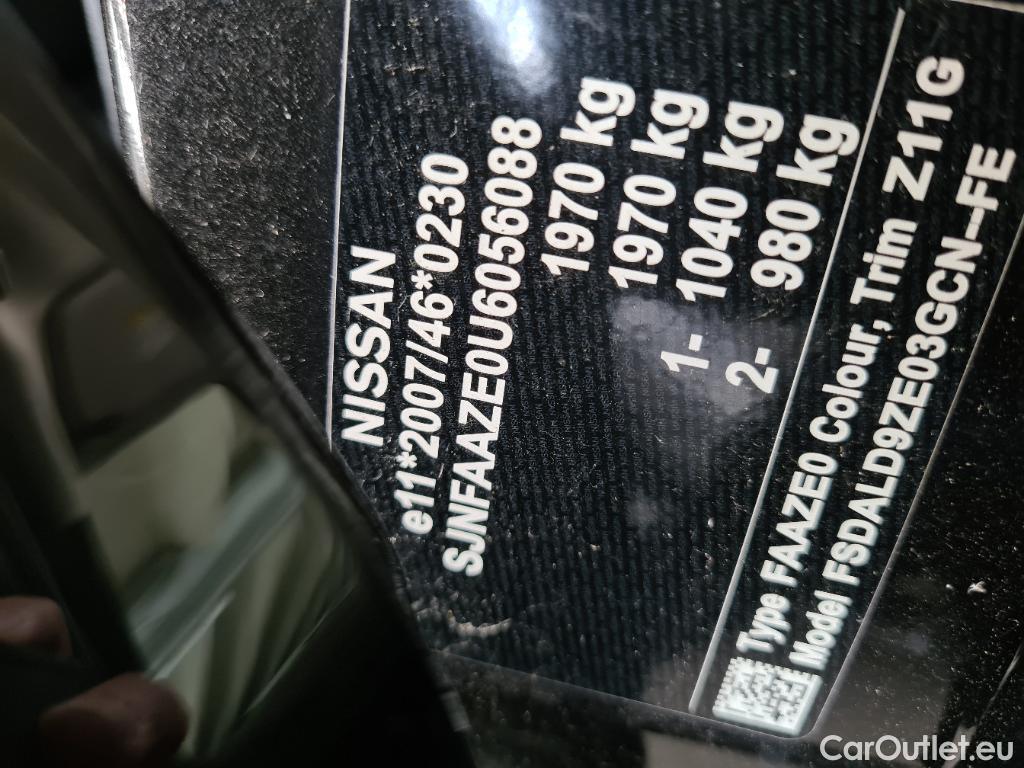 NISSAN
e11*2007/46*0230
SJNFAAZE0U6056088
1970 kg
1970 kg
1- 1040 kg
2- 980 kg
Type FAAZE0 Colour, Trim Z11 G
Model FSDALD9ZE03GCN--FE
CarOutlet.eu